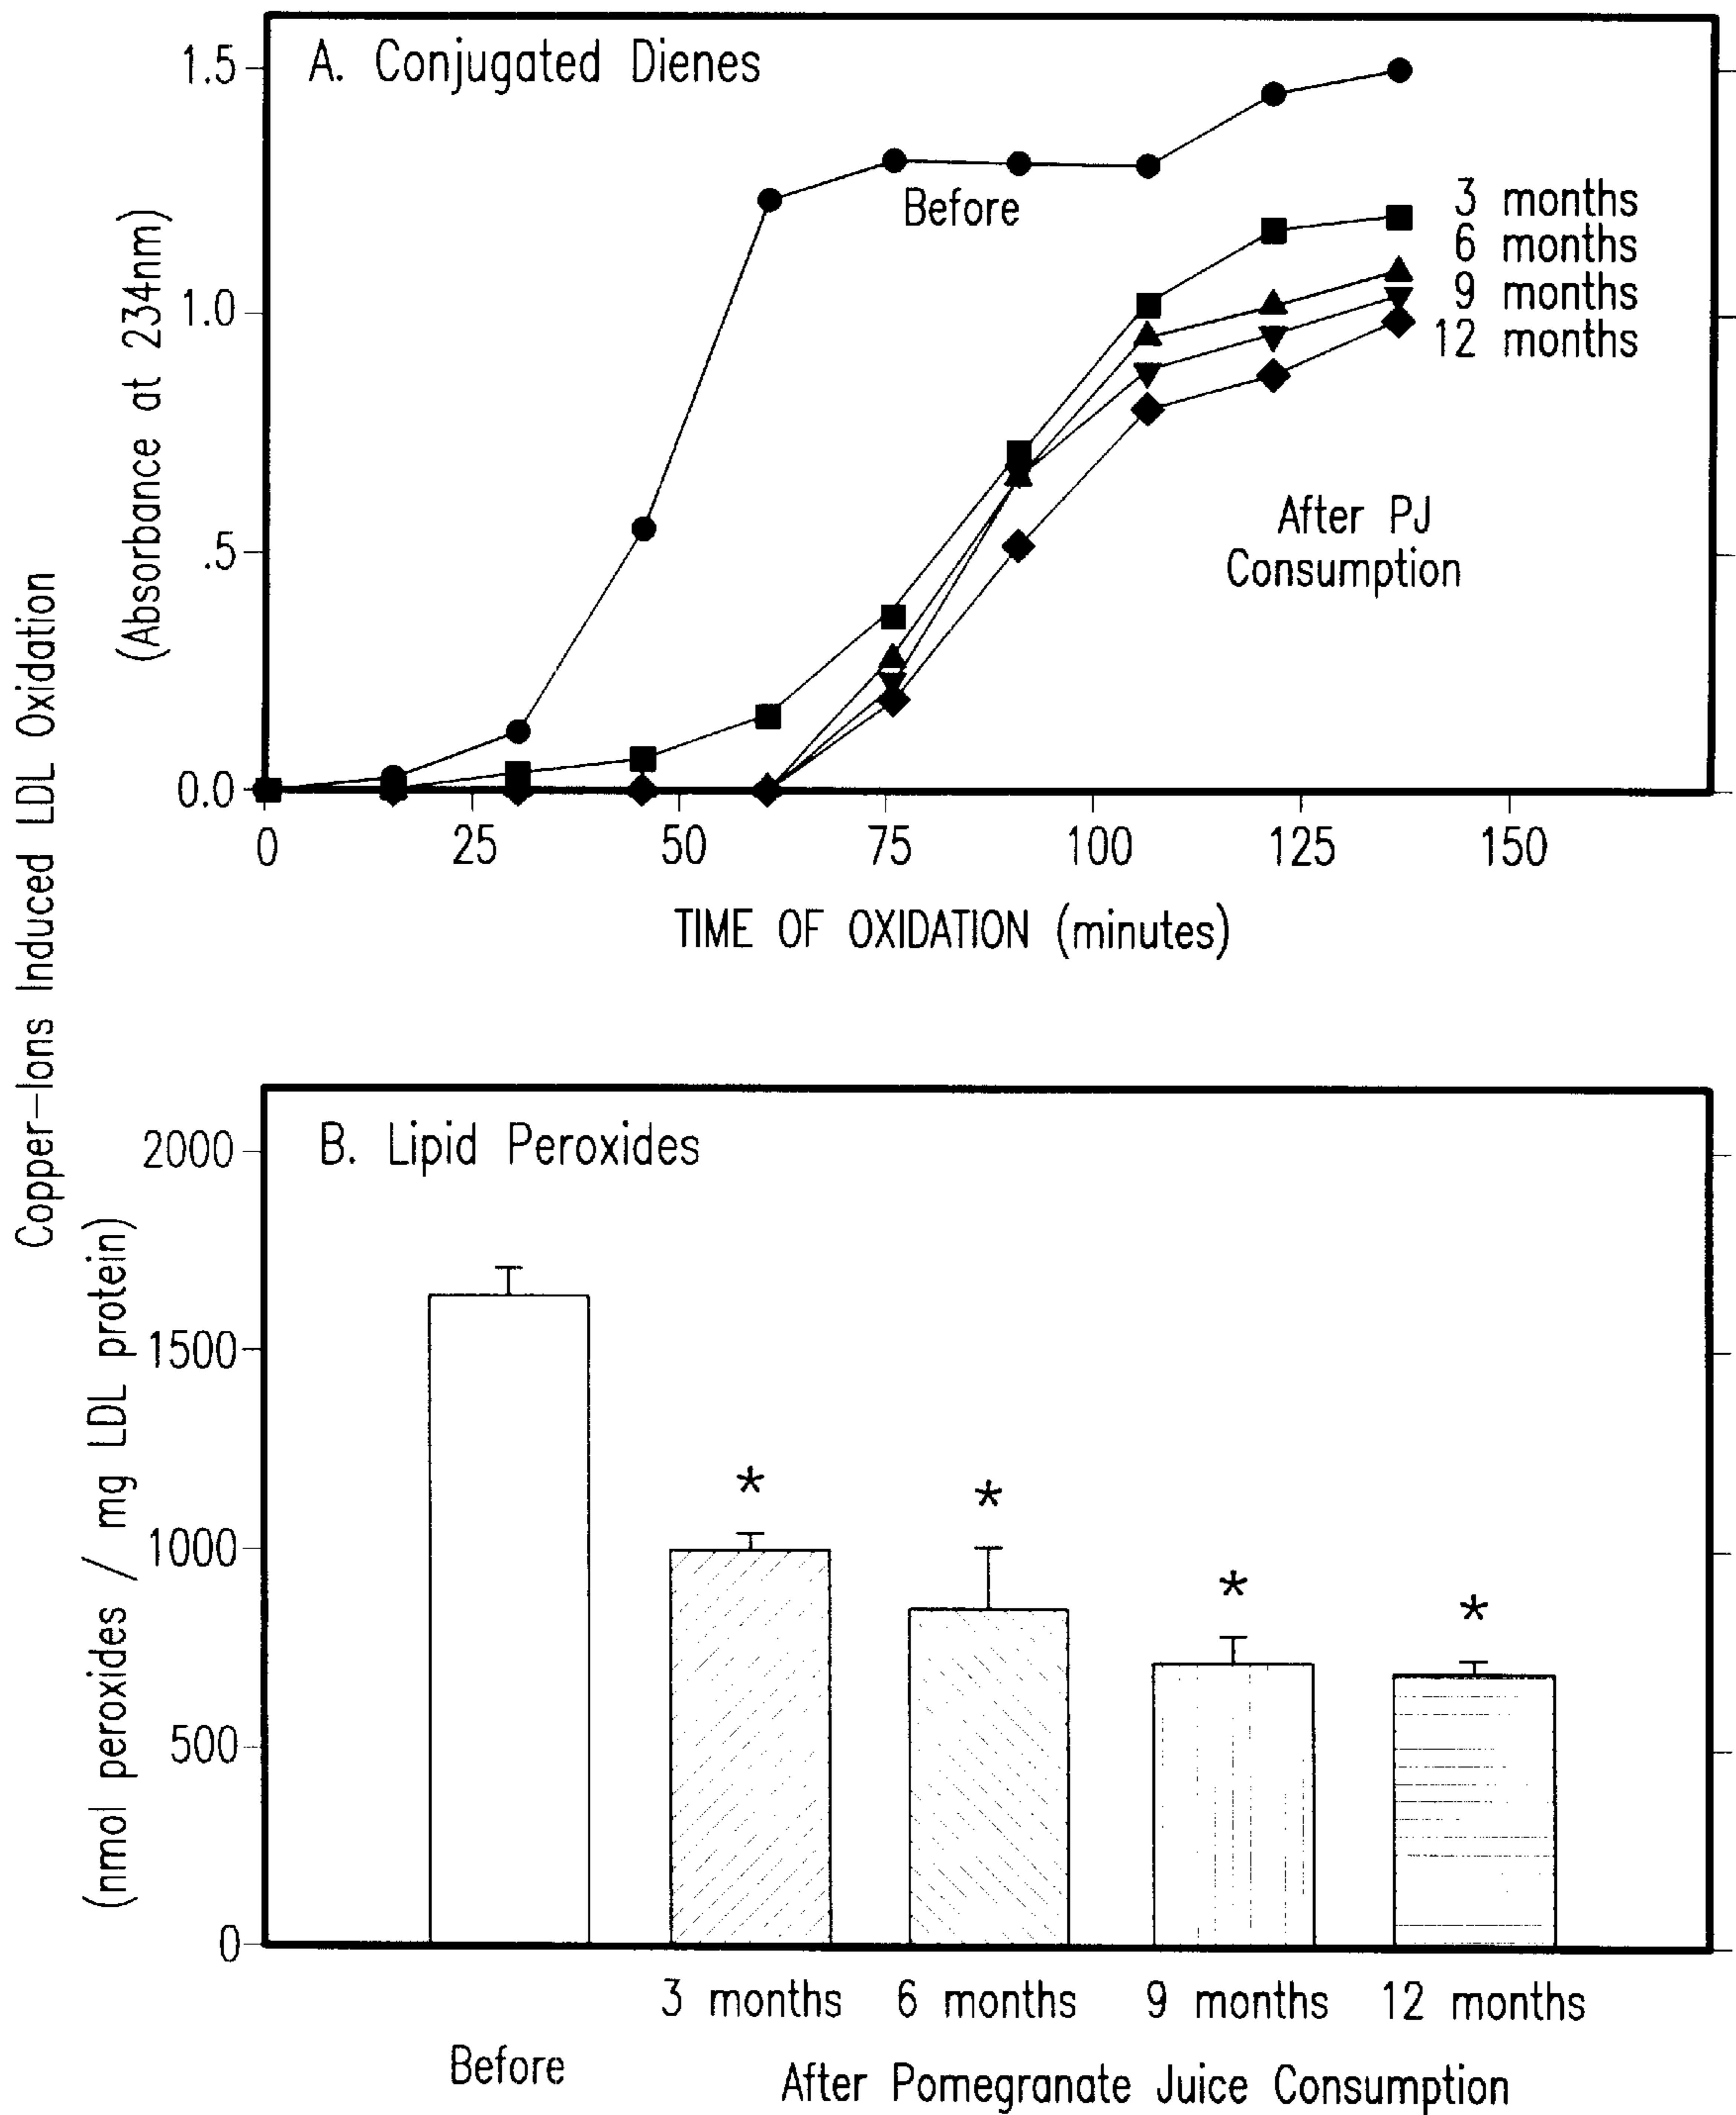 Copper-Ions Induced LDL Oxidation
A. Conjugated Dienes
(Absorbance at 234nm)
1.5
1.0
.5
0.0
Before
3 months
6 months
9 months
12 months
After PJ
Consumption
0 25 50 75 100 125 150
TIME OF OXIDATION (minutes)
B. Lipid Peroxides
(nmol peroxides / mg LDL protein)
2000
1500
1000
500
0
*
*
*
*
3 months 6 months 9 months 12 months
Before
After Pomegranate Juice Consumption